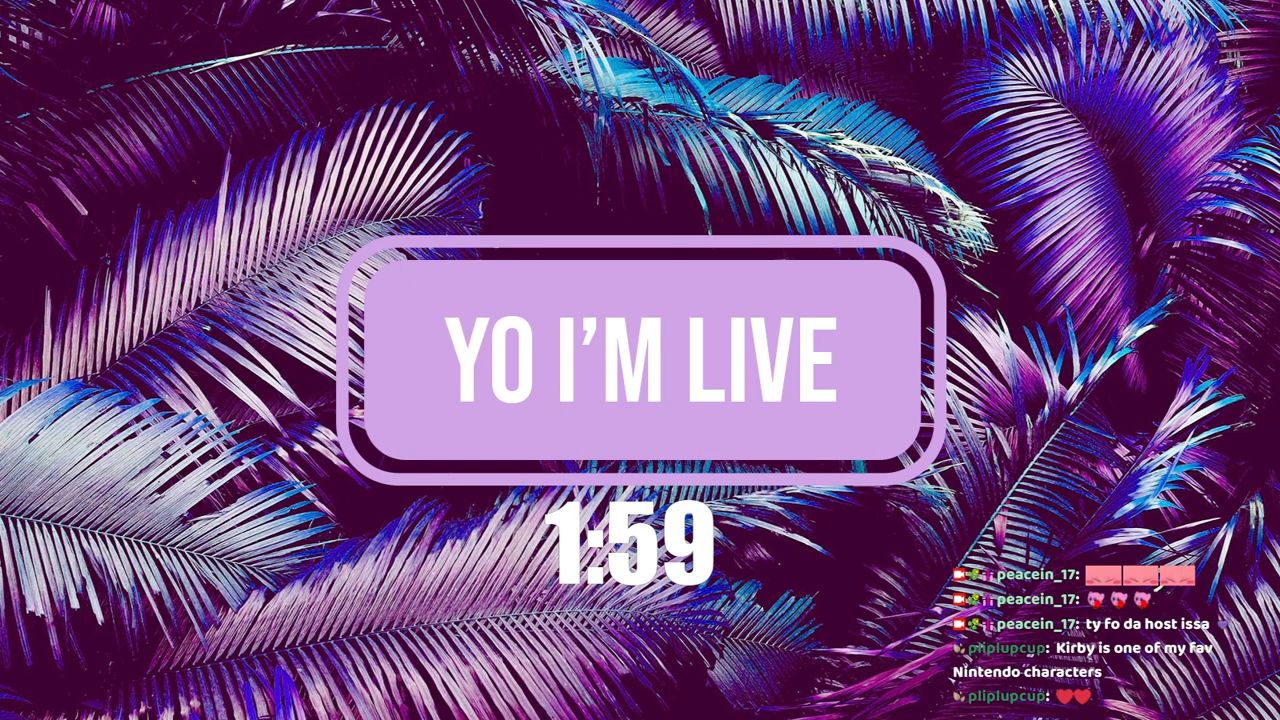 YO I’M LIVE
1:59
peacein_17:
peacein_17:
peacein_17: ty fo da host issa
pliplupcup: Kirby is one of my fav
Nintendo characters
pliplupcup: